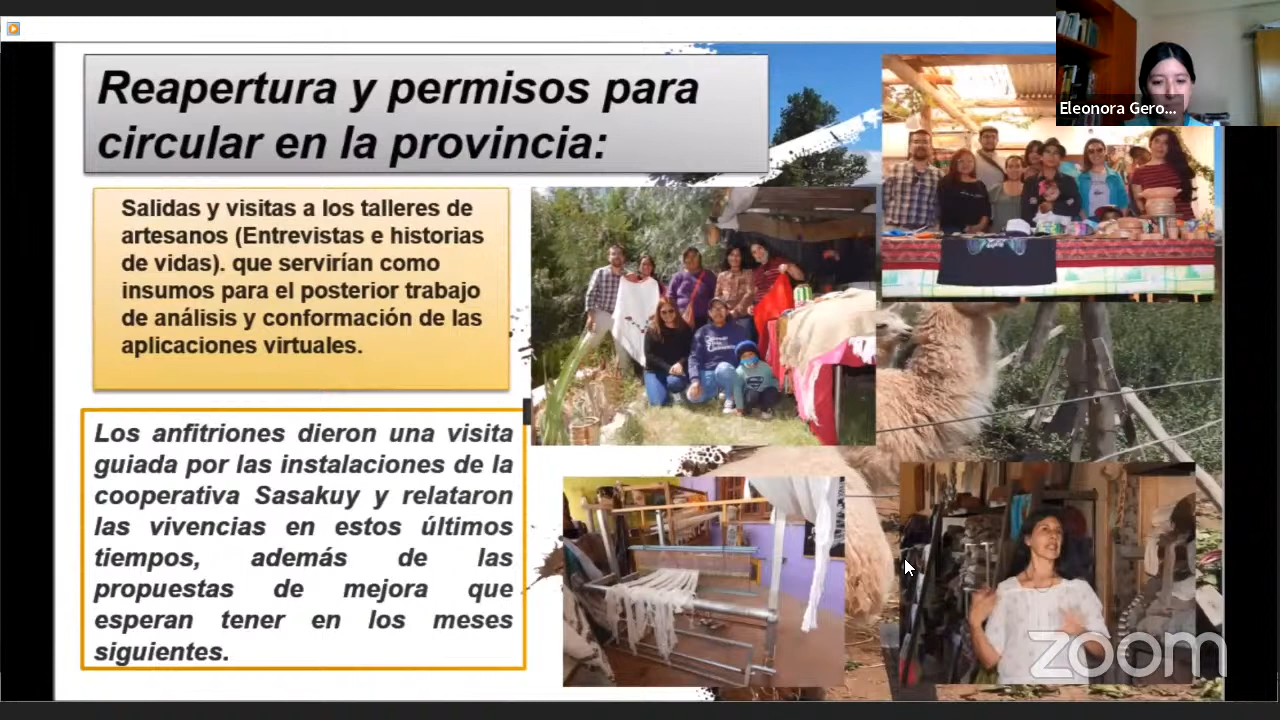 Reapertura y permisos para
circular en la provincia:
Eleonora Gero...
Salidas y visitas a los talleres de
artesanos (Entrevistas e historias
de vidas). que servirían como
insumos para el posterior trabajo
de análisis y conformación de las
aplicaciones virtuales.
Los anfitriones dieron una visita
guiada por las instalaciones de la
cooperativa Sasakuy y relataron
las vivencias en estos últimos
tiempos, además de las
propuestas de mejora que
esperan tener en los meses
siguientes.
zoom